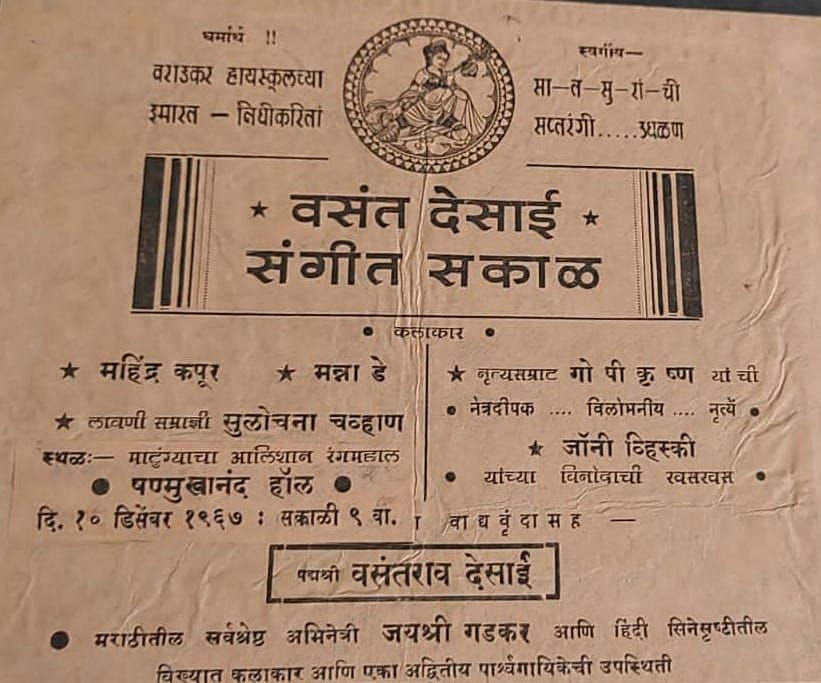 धर्मार्थ !!
वराउकर हायस्कूलच्या
इमारत – निधीकरितां
स्वर्गीय—
सा–त–सु–रां–ची
सप्तरंगी.....उधळण
★ वसंत देसाई ★
संगीत सकाळ
• कलाकार •
★ महिंद्र कपूर ★ मन्ना डे
★ लावणी सम्राज्ञी सुलोचना चव्हाण
स्थळः— माटुंग्याचा आलिशान रंगमहाल
● षण्मुखानंद हॉल ●
दि. १० डिसेंबर १९६७ : सकाळी ९ वा.
★ नृत्यसम्राट गो पी कृ ष्ण यां ची
• नेत्रदीपक .... विलोभनीय .... नृत्यें •
★ जॉनी व्हिस्की
• यांच्या विनोदाची खसखस •
वा द्य वृं दा स ह —
पद्मश्री वसंतराव देसाई
● मराठीतील सर्वश्रेष्ठ अभिनेत्री जयश्री गडकर आणि हिंदी सिनेसृष्टीतील
विख्यात कलाकार आणि एका अद्वितीय पार्श्वगायिकेची उपस्थिती